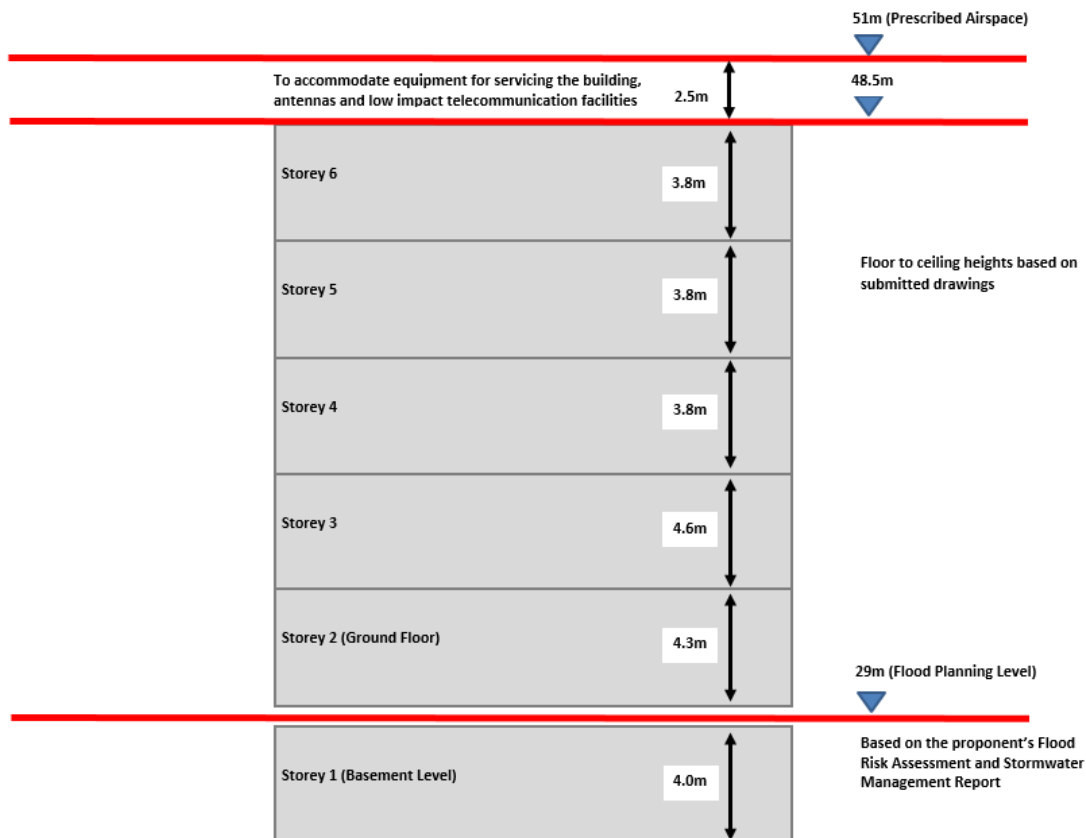 51m (Prescribed Airspace)
To accommodate equipment for servicing the building,
antennas and low impact telecommunication facilities
2.5m
48.5m
Storey 6
3.8m
Storey 5
3.8m
Floor to ceiling heights based on
submitted drawings
Storey 4
3.8m
Storey 3
4.6m
Storey 2 (Ground Floor)
4.3m
29m (Flood Planning Level)
Storey 1 (Basement Level)
4.0m
Based on the proponent's Flood
Risk Assessment and Stormwater
Management Report